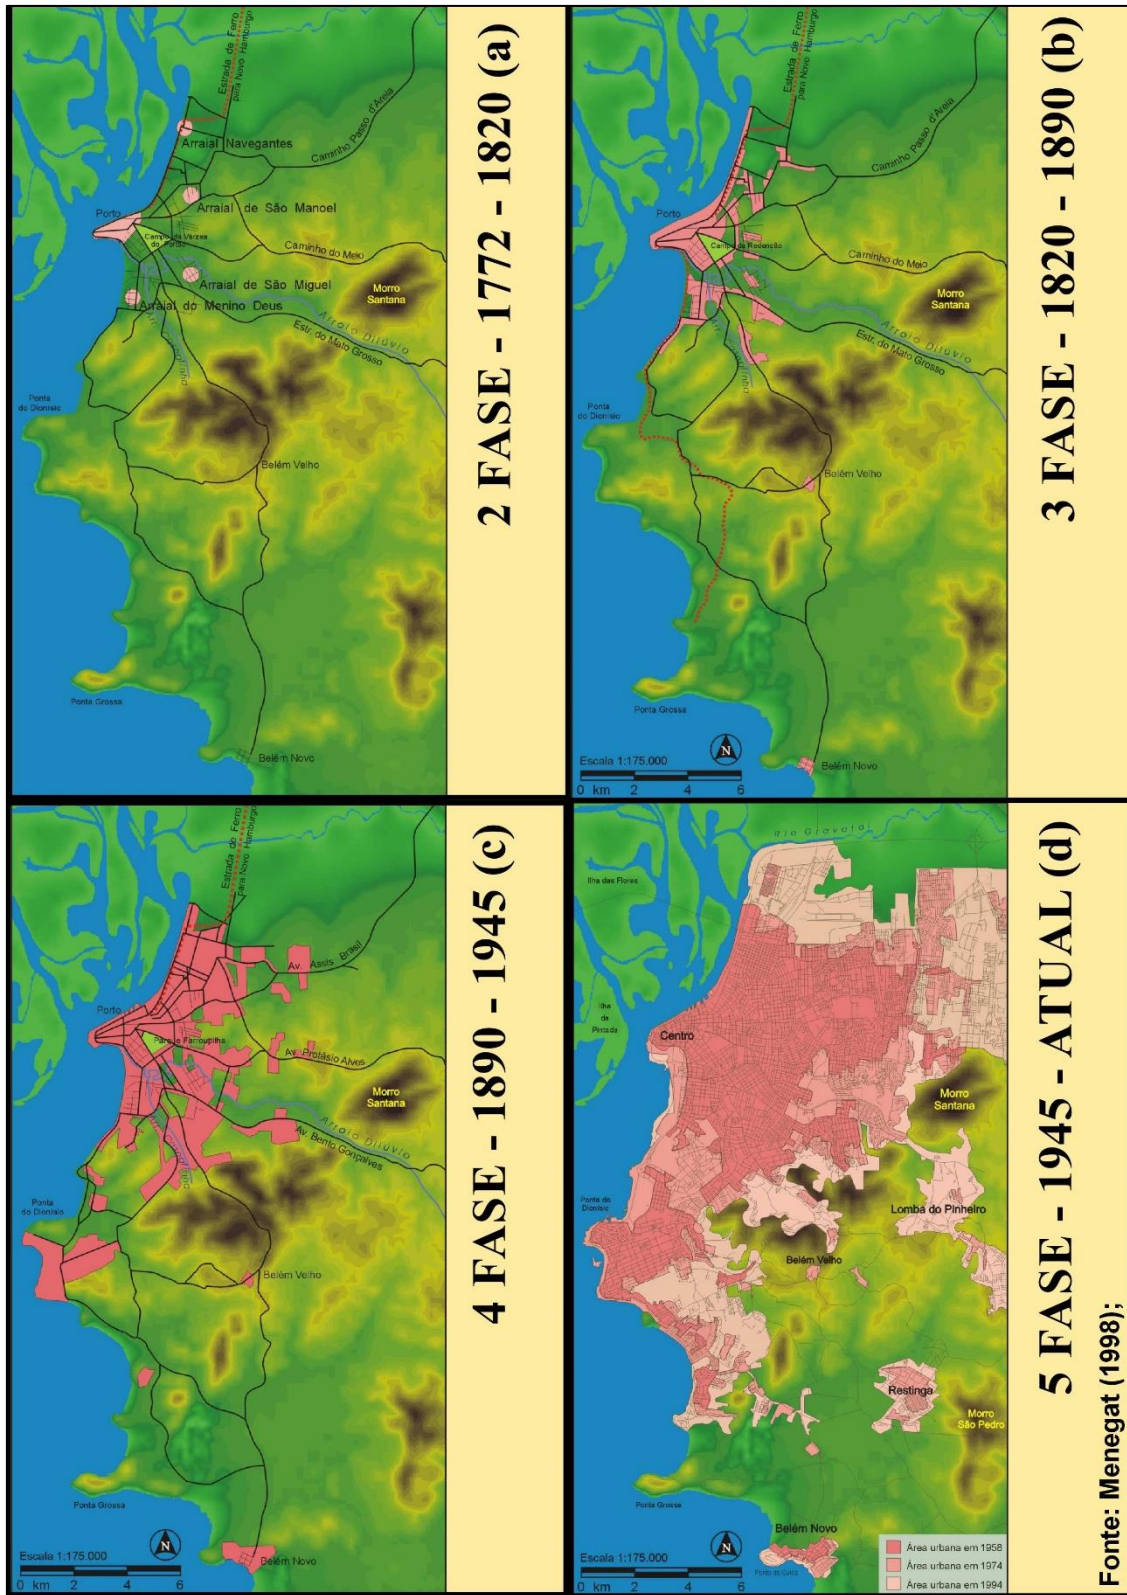 Estrada de Ferro
para Novo Hamburgo
Arraial Navegantes
Caminho Passo d'Areia
Porto
Arraial de São Manoel
Campo da Várzea
do Portão
Caminho do Meio
Arraial de São Miguel
Morro
Santana
Arraial do Menino Deus
Arroio Dilúvio
Estr. do Mato Grosso
Ponta
do Dionísio
Belém Velho
Ponta Grossa
Belém Novo
2 FASE - 1772 - 1820 (a)
Estrada de Ferro
para Novo Hamburgo
Caminho Passo d'Areia
Campo da Redenção
Caminho do Meio
Morro
Santana
Arroio Dilúvio
Estr. do Mato Grosso
Ponta
do Dionísio
Belém Velho
Ponta Grossa
N
Escala 1:175.000
0 km 2 4 6
Belém Novo
3 FASE - 1820 - 1890 (b)
Estrada de Ferro
para Novo Hamburgo
Av. Assis Brasil
Porto
Parque Farroupilha
Av. Protásio Alves
Morro
Santana
Arroio Dilúvio
Av. Bento Gonçalves
Ponta
do Dionísio
Belém Velho
Ponta Grossa
N
Escala 1:175.000
0 km 2 4 6
Belém Novo
4 FASE - 1890 - 1945 (c)
Rio Gravataí
Ilha das Flores
Ilha
da
Pintada
Centro
Morro
Santana
Ponta do
Dionísio
Lomba do Pinheiro
Belém Velho
Restinga
Morro
São Pedro
Ponta Grossa
N
Escala 1:175.000
0 km 2 4 6
Belém Novo
Área urbana em 1958
Área urbana em 1974
Área urbana em 1994
5 FASE - 1945 - ATUAL (d)
Fonte: Menegat (1998);